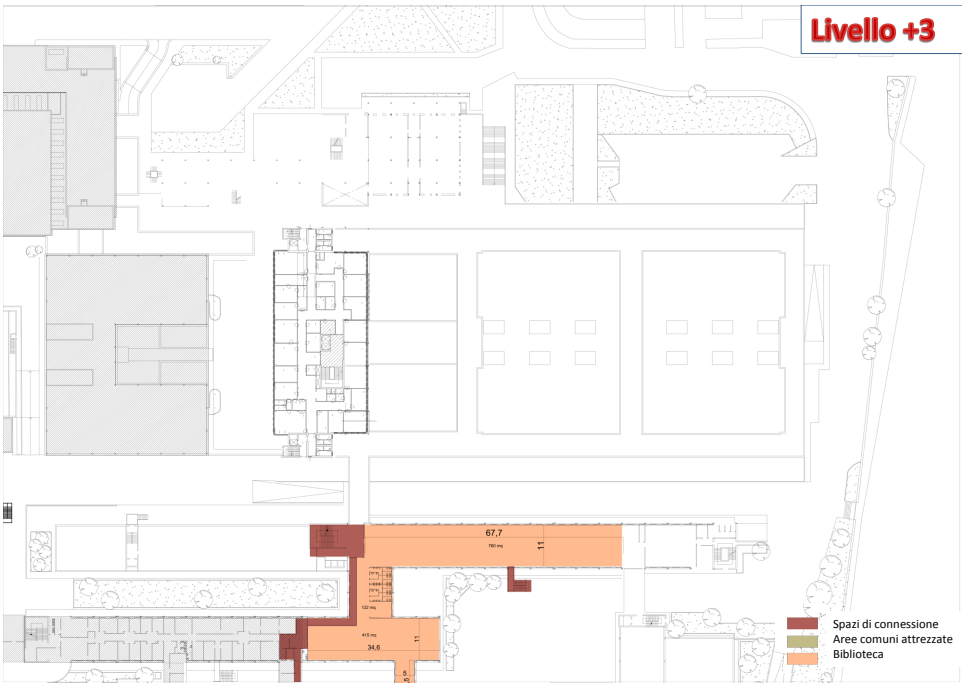 Livello +3
67,7
760 mq
11
122 mq
415 mq
11
34,6
Spazi di connessione
Aree comuni attrezzate
Biblioteca